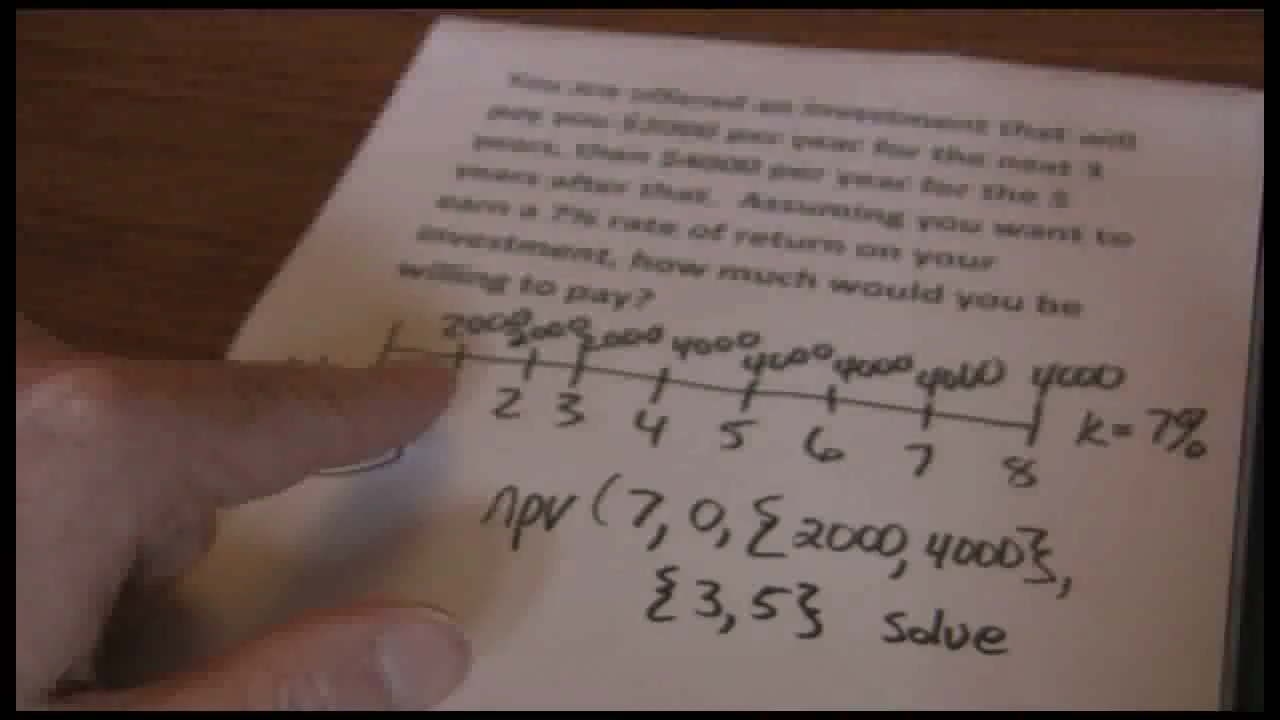 You are offered an investment that will
pay you $2000 per year for the next 3
years, then $4000 per year for the 5
years after that. Assuming you want to
earn a 7% rate of return on your
investment, how much would you be
willing to pay?
2000 2000 2000 4000 4000 4000 4000 4000
2 3 4 5 6 7 8 k = 7%
npv (7, 0, {2000, 4000},
{3, 5} solve